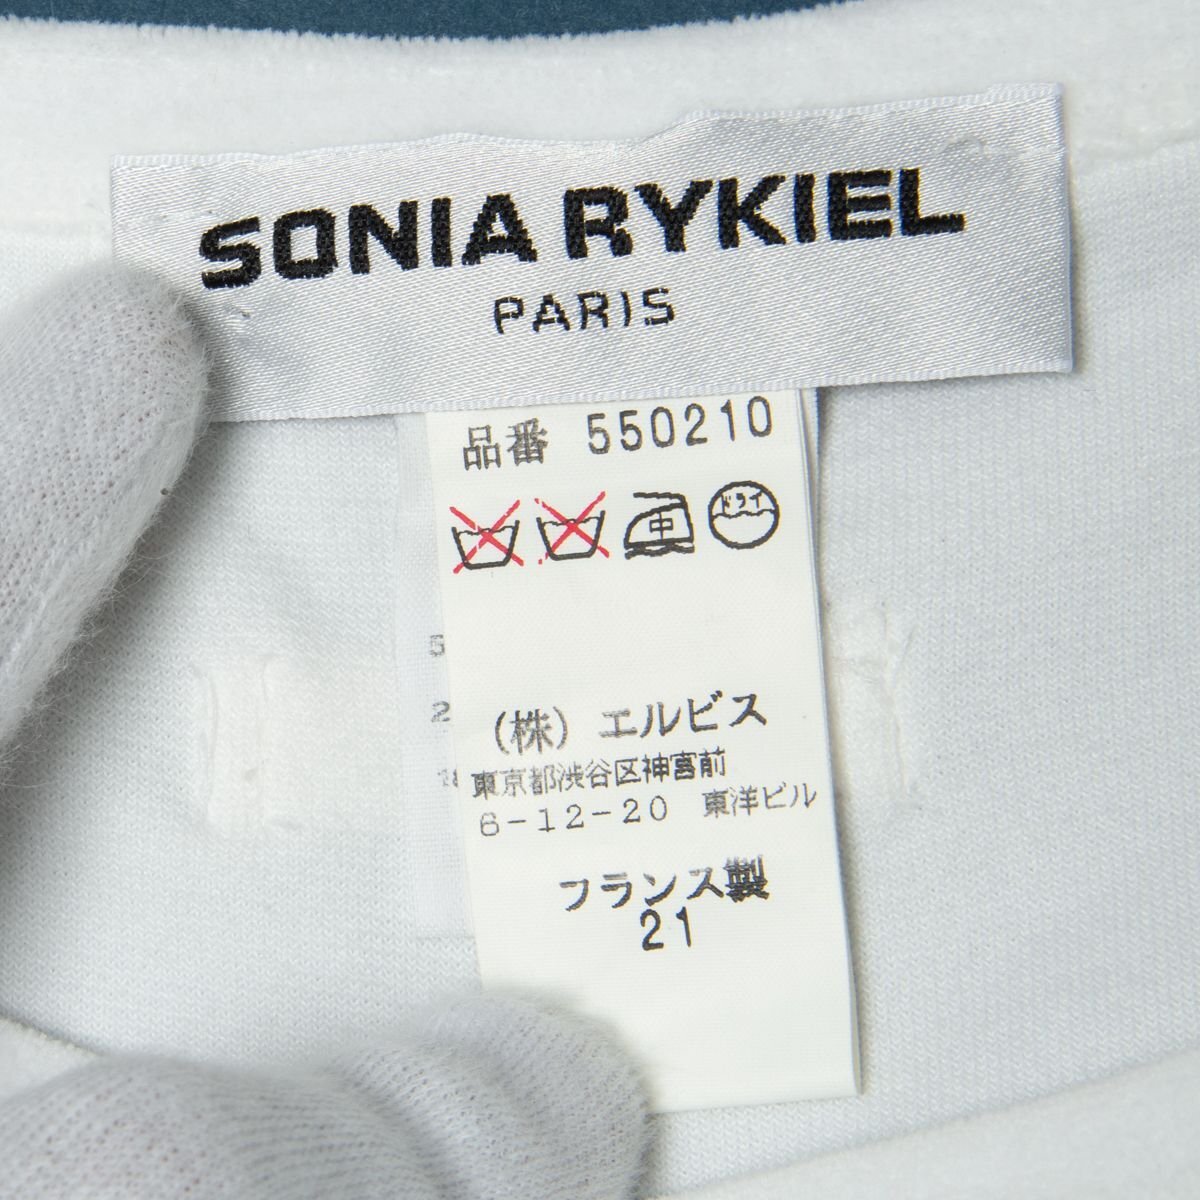 SONIA RYKIEL
PARIS
品番 550210
中 ドライ
(株) エルビス
東京都渋谷区神宮前
6-12-20 東洋ビル
フランス製
21